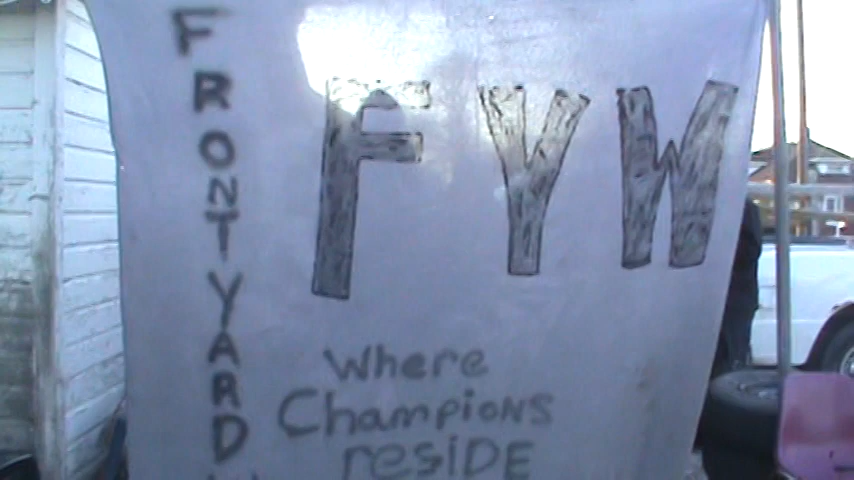 FRONTYARD
FYW
Where
Champions
resiDE